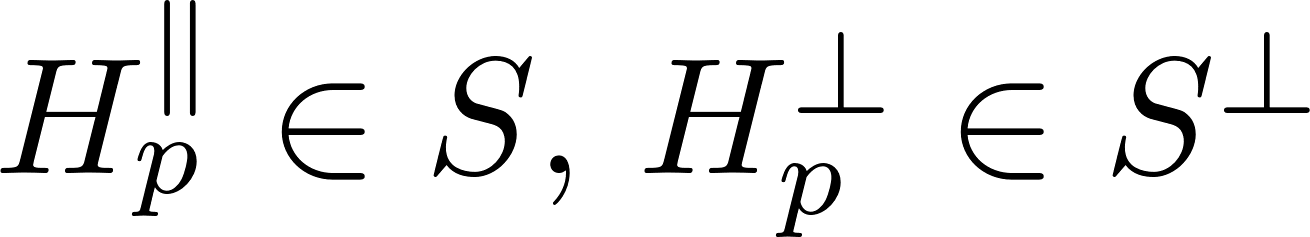 $H_p^{\parallel} \in S, \; H_p^{\perp} \in S^{\perp}$